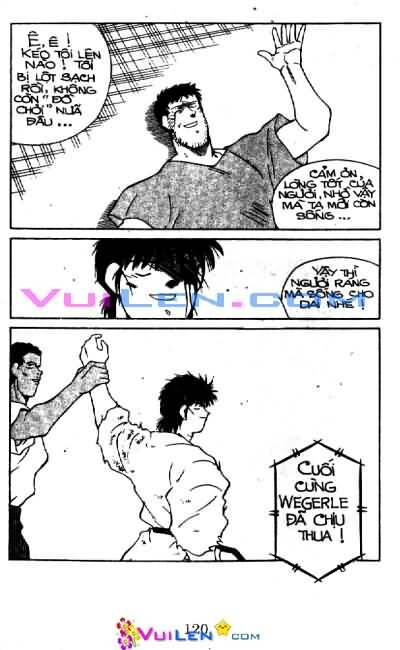 Ê, Ê!
KÉO TÔI LÊN
NÀO! TÔI
BỊ LỘT SẠCH
RỒI, KHÔNG
CÒN "ĐỒ
CHƠI" NỮA
ĐÂU...
CẢM ƠN,
LÒNG TỐT CỦA
NGƯƠI, NHỜ VẬY
MÀ TA MỚI CÒN
SỐNG...
VẬY THÌ
NGƯƠI RÁNG
MÀ SỐNG CHO
DAI NHÉ!
VUILEN.COM
CUỐI
CÙNG
WEGERLE
ĐÃ CHỊU
THUA!
120
VUILEN COM